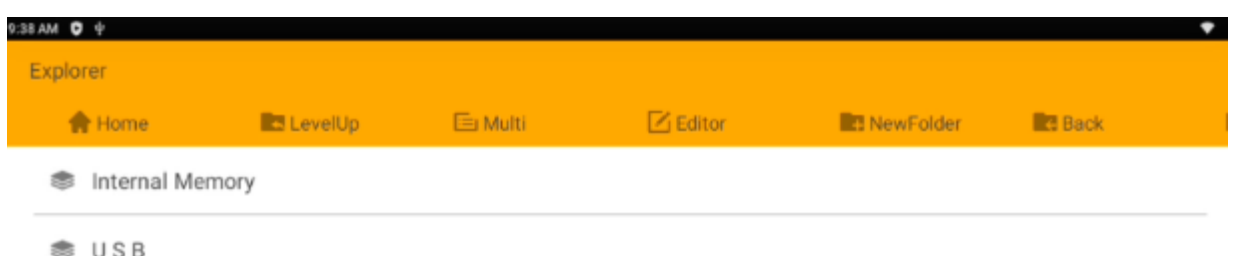 9:38 AM
Explorer
Home LevelUp Multi Editor NewFolder Back
Internal Memory
U S B